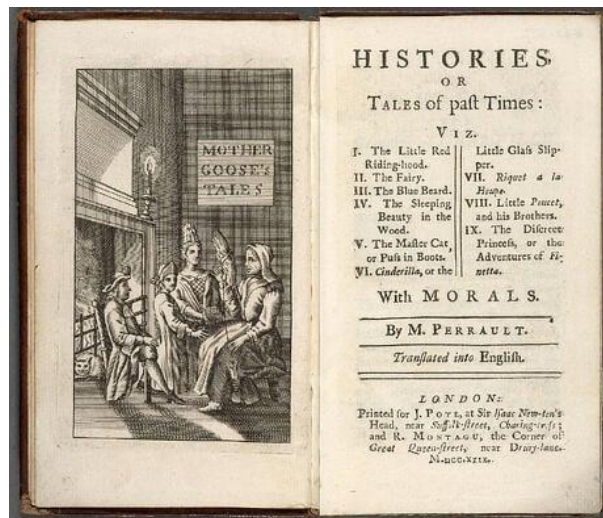 MOTHER
GOOSE's
TALES
HISTORIES,
OR
TALES of paſt Times:
VIZ.
I. The Little Red
Riding-hood.
II. The Fairy.
III. The Blue Beard.
IV. The Sleeping
Beauty in the
Wood.
V. The Maſter Cat,
or Puſs in Boots.
VI. Cinderilla, or the
Little Glaſs Slip-
per.
VII. Riquet a la
Houpe.
VIII. Little Poucet,
and his Brothers.
IX. The Diſcreet
Princeſs, or the
Adventures of Fi-
netta.
With MORALS.
By M. PERRAULT.
Tranſlated into Engliſh.
LONDON:
Printed for J. POTE, at Sir Iſaac New-ton's
Head, near Suffolk-ſtreet, Charing-croſs;
and R. MONTAGU, the Corner of
Great Queen-ſtreet, near Drury-lane.
M.DCC.XXIX.